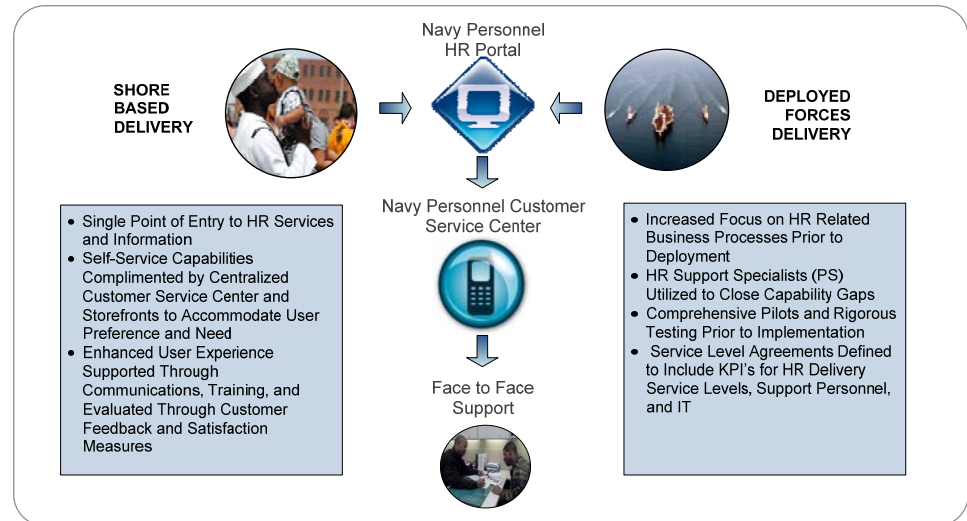 Navy Personnel
HR Portal
SHORE
BASED
DELIVERY
DEPLOYED
FORCES
DELIVERY
Navy Personnel Customer
Service Center
Face to Face
Support
• Single Point of Entry to HR Services
and Information
• Self-Service Capabilities
Complimented by Centralized
Customer Service Center and
Storefronts to Accommodate User
Preference and Need
• Enhanced User Experience
Supported Through
Communications, Training, and
Evaluated Through Customer
Feedback and Satisfaction
Measures
• Increased Focus on HR Related
Business Processes Prior to
Deployment
• HR Support Specialists (PS)
Utilized to Close Capability Gaps
• Comprehensive Pilots and Rigorous
Testing Prior to Implementation
• Service Level Agreements Defined
to Include KPI's for HR Delivery
Service Levels, Support Personnel,
and IT